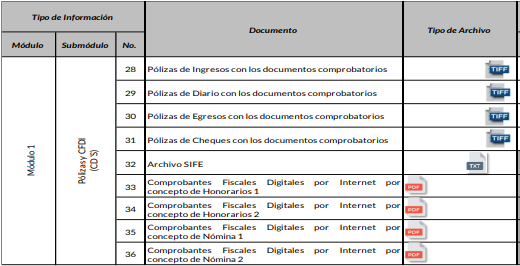 Tipo de Información
Documento
Tipo de Archivo
Módulo
Submódulo
No.
Módulo 1
Pólizas y CFDI
(CD´S)
28 Pólizas de Ingresos con los documentos comprobatorios TIFF
29 Pólizas de Diario con los documentos comprobatorios TIFF
30 Pólizas de Egresos con los documentos comprobatorios TIFF
31 Pólizas de Cheques con los documentos comprobatorios TIFF
32 Archivo SIFE TXT
33 Comprobantes Fiscales Digitales por Internet por
concepto de Honorarios 1 PDF
34 Comprobantes Fiscales Digitales por Internet por
concepto de Honorarios 2 PDF
35 Comprobantes Fiscales Digitales por Internet por
concepto de Nómina 1 PDF
36 Comprobantes Fiscales Digitales por Internet por
concepto de Nómina 2 PDF